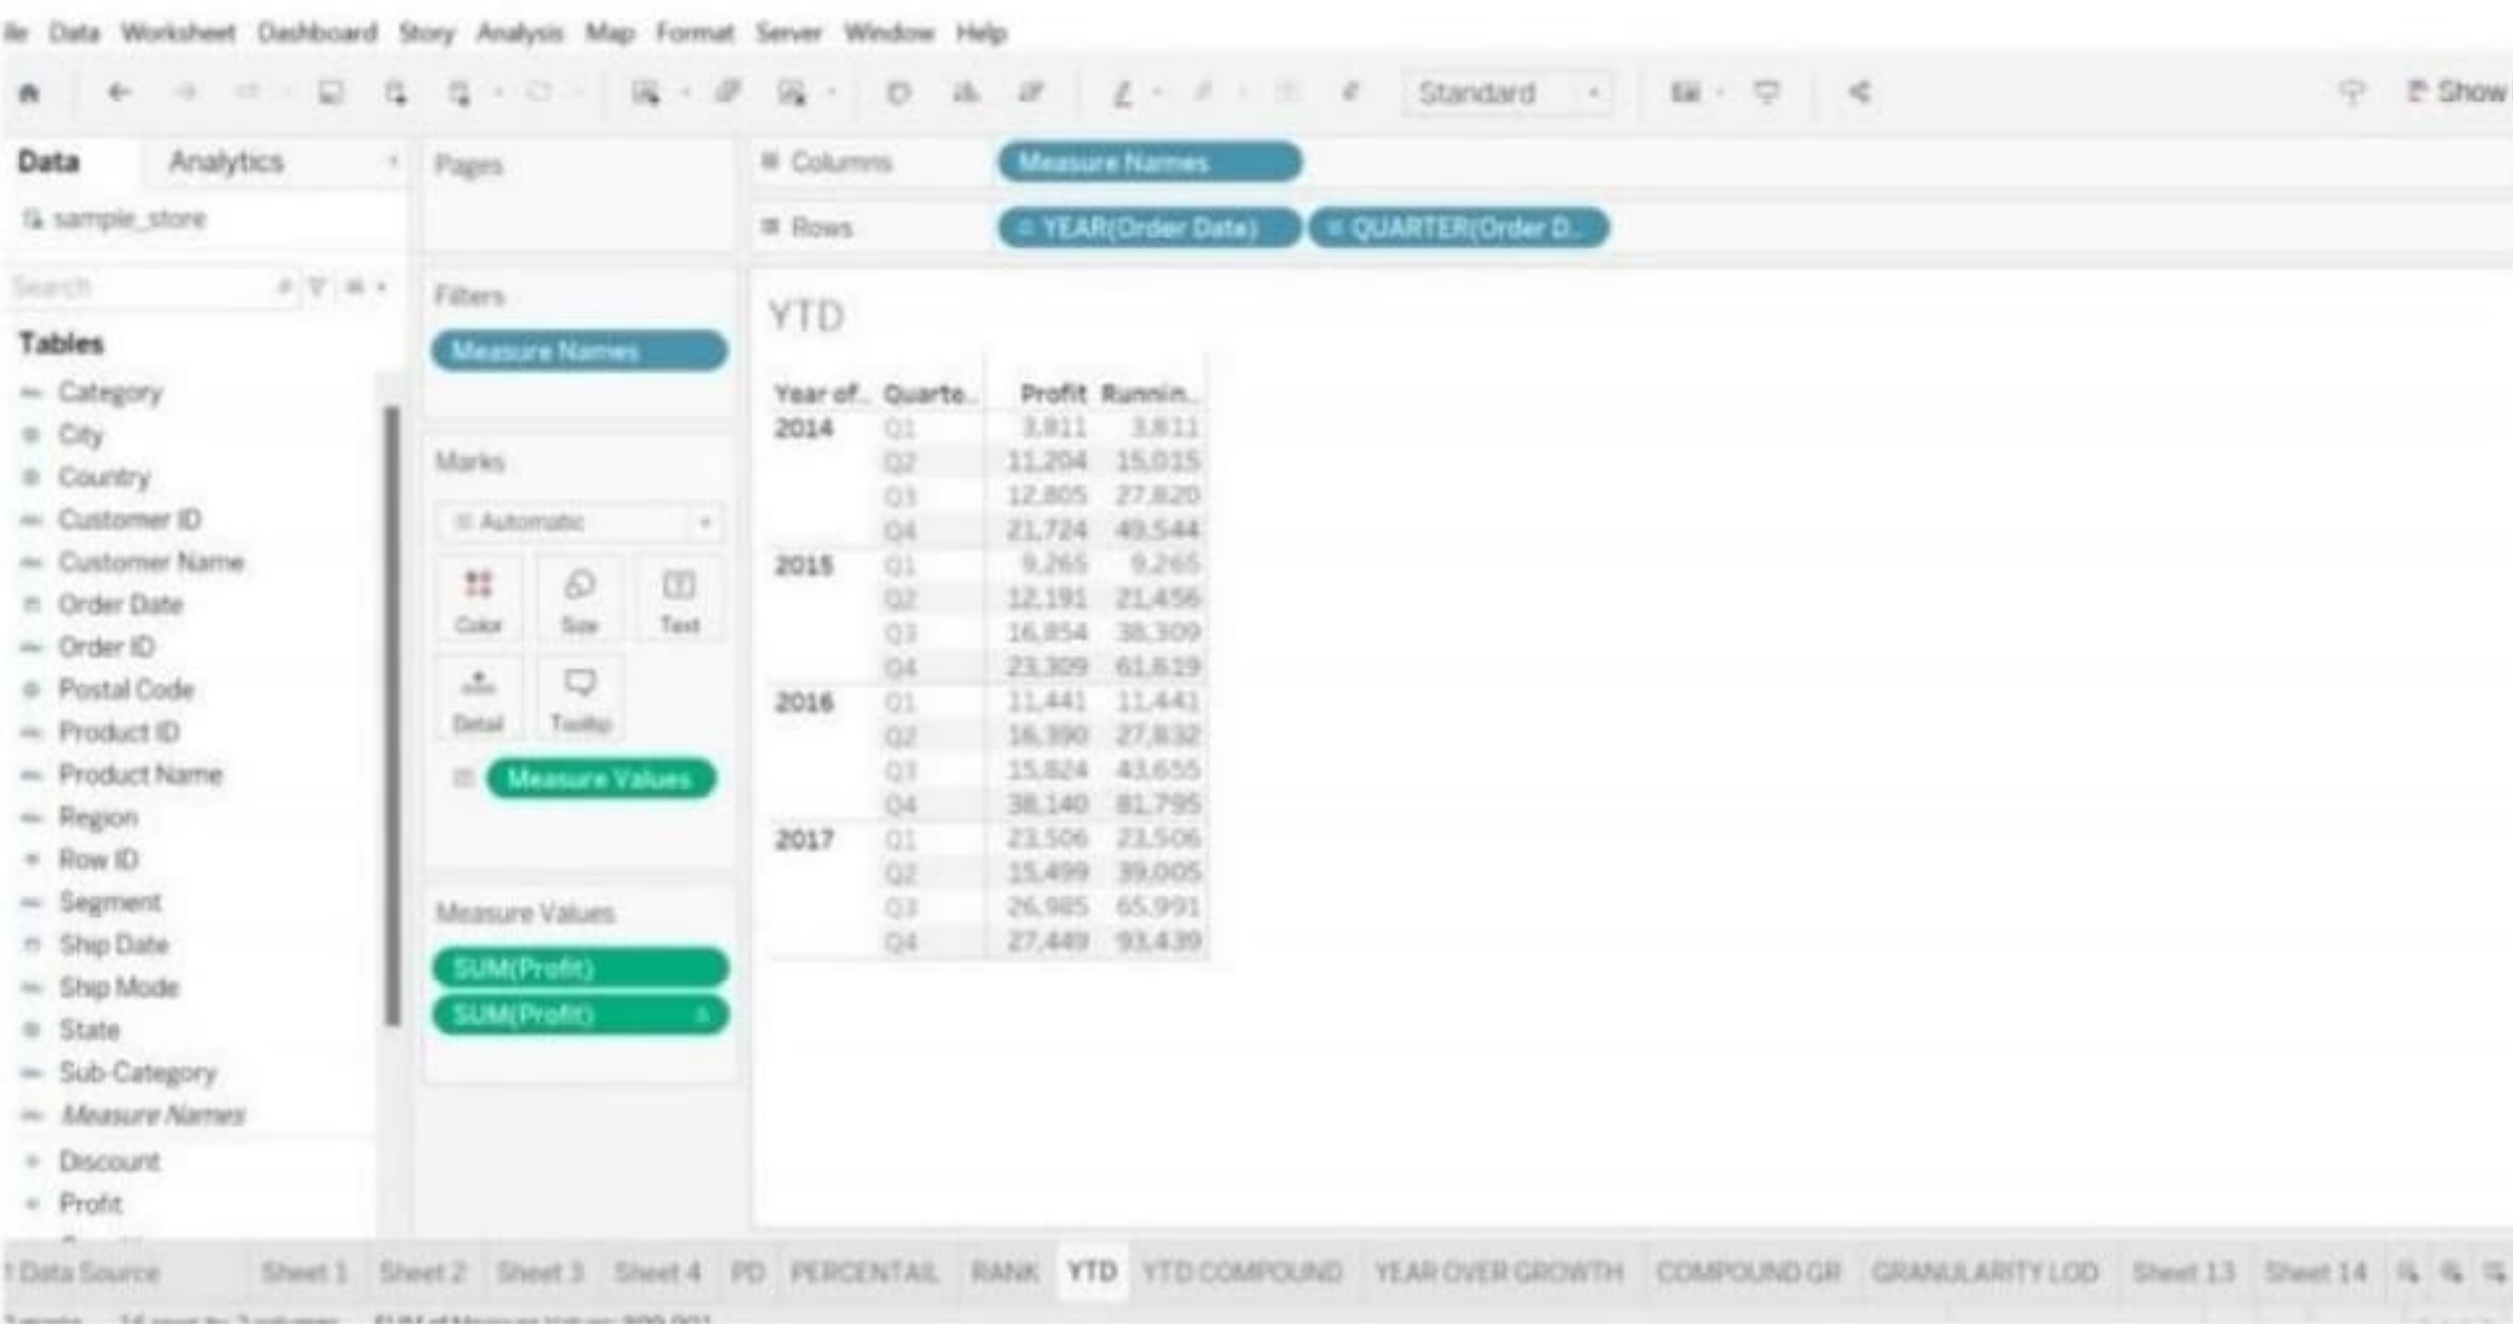 Data Worksheet Dashboard Story Analysis Map Format Server Window Help
Standard
Show
Data Analytics
sample_store
Search
Tables
Category
City
Country
Customer ID
Customer Name
Order Date
Order ID
Postal Code
Product ID
Product Name
Region
Row ID
Segment
Ship Date
Ship Mode
State
Sub-Category
Measure Names
Discount
Profit
Pages
Filters
Measure Names
Marks
Automatic
Color Size Text
Detail Tooltip
Measure Values
Measure Values
SUM(Profit)
SUM(Profit)
Columns Measure Names
Rows YEAR(Order Date) QUARTER(Order D..
YTD
Year of.. Quarte.. Profit Runnin..
2014 Q1 3,811 3,811
Q2 11,204 15,015
Q3 12,805 27,820
Q4 21,724 49,544
2015 Q1 9,265 9,265
Q2 12,191 21,456
Q3 16,854 38,309
Q4 23,309 61,619
2016 Q1 11,441 11,441
Q2 16,390 27,832
Q3 15,824 43,655
Q4 38,140 81,795
2017 Q1 23,506 23,506
Q2 15,499 39,005
Q3 26,985 65,991
Q4 27,449 93,439
Data Source Sheet 1 Sheet 2 Sheet 3 Sheet 4 PD PERCENTAIL RANK YTD YTD COMPOUND YEAR OVER GROWTH COMPOUND GR GRANULARITY LOD Sheet 13 Sheet 14